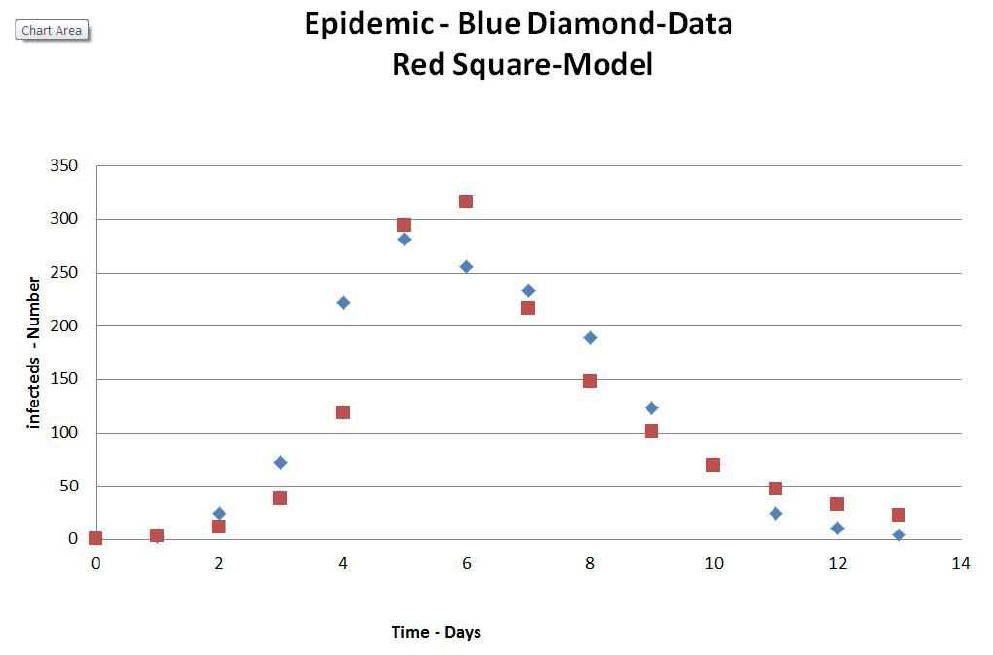 Chart Area
Epidemic - Blue Diamond-Data
Red Square-Model
350
300
250
200
150
100
50
0
infecteds - Number
0 2 4 6 8 10 12 14
Time - Days